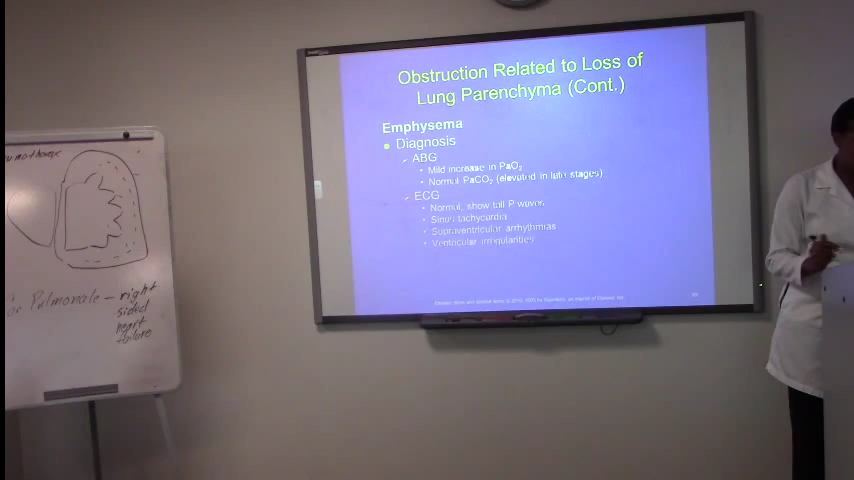 Obstruction Related to Loss of
Lung Parenchyma (Cont.)
Emphysema
Diagnosis
ABG
Mild increase in PaO2
Normal PaCO2 (elevated in late stages)
ECG
Normal, show tall P waves
Sinus tachycardia
Supraventricular arrhythmias
Ventricular irregularities
Pulmonale - right
sided
heart
failure